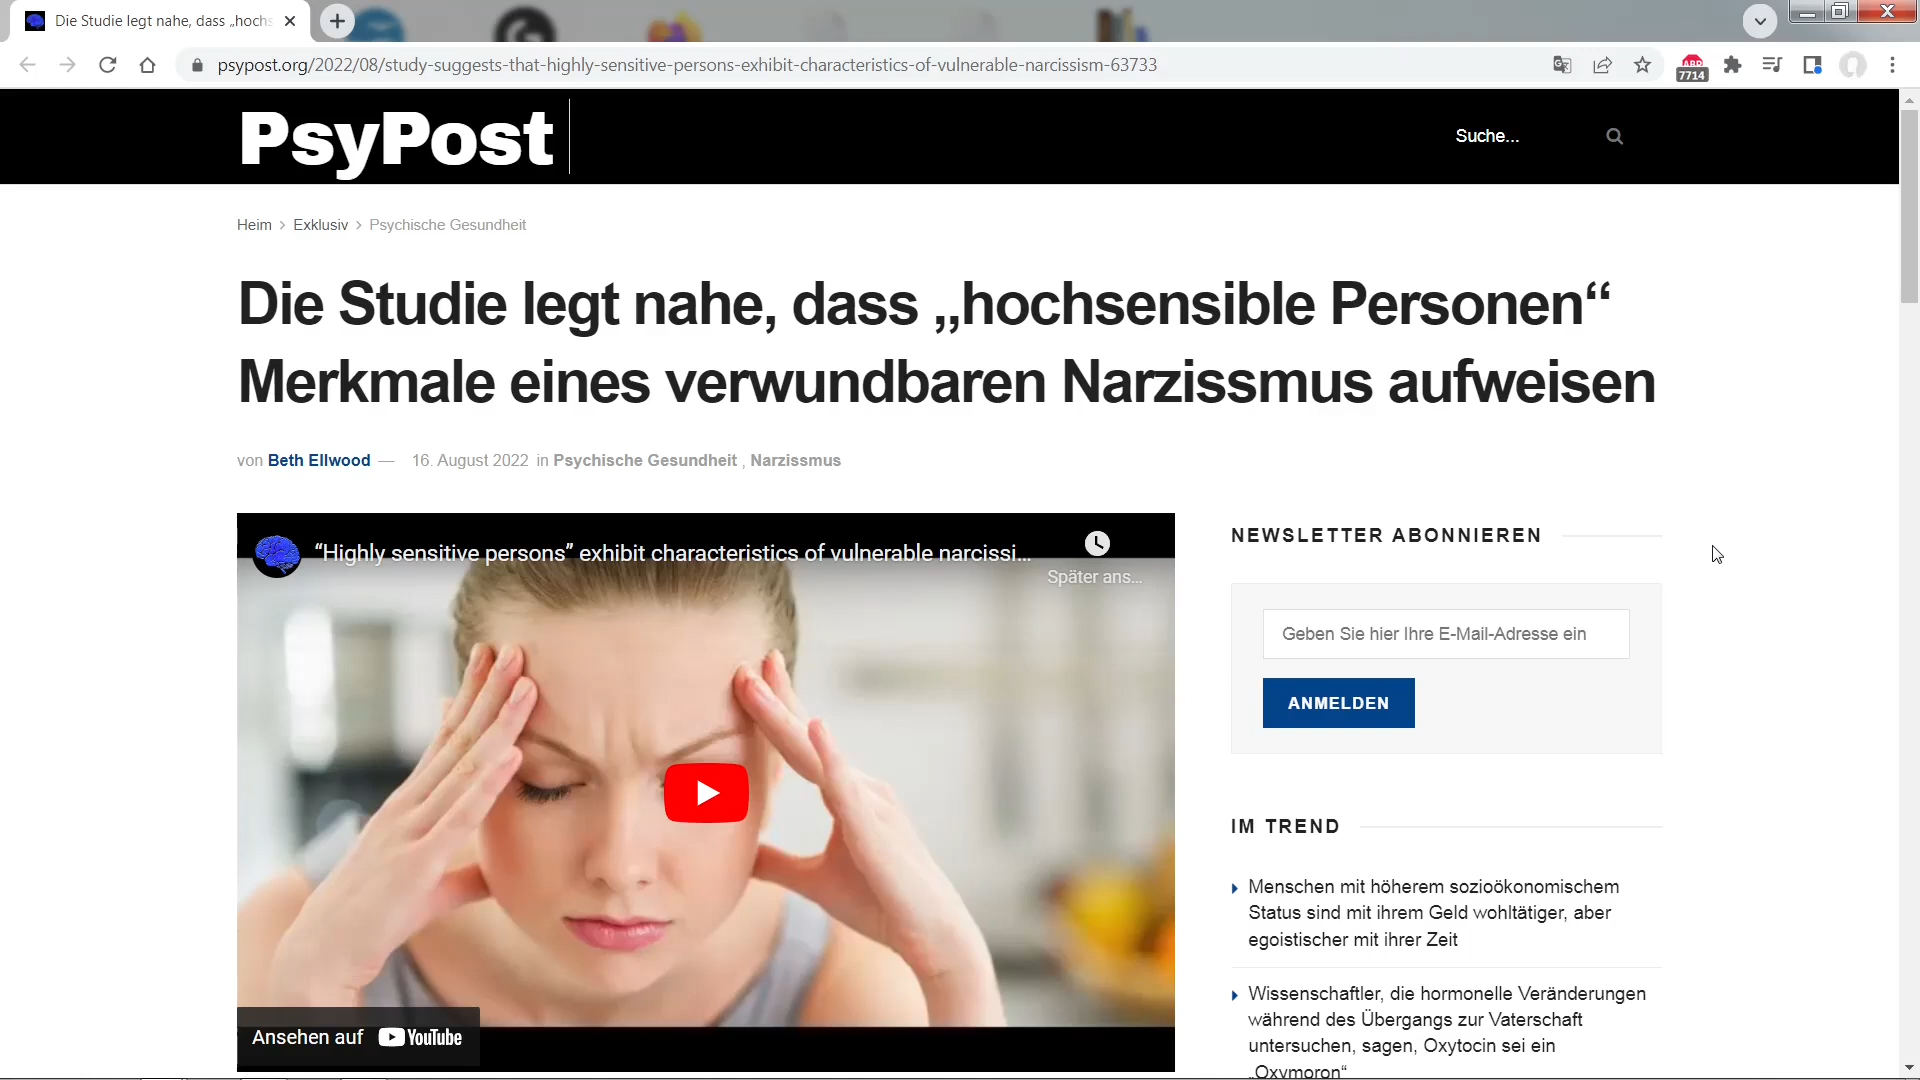 Die Studie legt nahe, dass „hochs
psypost.org/2022/08/study-suggests-that-highly-sensitive-persons-exhibit-characteristics-of-vulnerable-narcissism-63733
ABP
7714
PsyPost
Suche...
Heim > Exklusiv > Psychische Gesundheit
Die Studie legt nahe, dass „hochsensible Personen“
Merkmale eines verwundbaren Narzissmus aufweisen
von Beth Ellwood — 16. August 2022 in Psychische Gesundheit , Narzissmus
“Highly sensitive persons” exhibit characteristics of vulnerable narcissi...
Später ans...
Ansehen auf YouTube
NEWSLETTER ABONNIEREN
Geben Sie hier Ihre E-Mail-Adresse ein
ANMELDEN
IM TREND
Menschen mit höherem sozioökonomischem
Status sind mit ihrem Geld wohltätiger, aber
egoistischer mit ihrer Zeit
Wissenschaftler, die hormonelle Veränderungen
während des Übergangs zur Vaterschaft
untersuchen, sagen, Oxytocin sei ein
„Oxymoron“